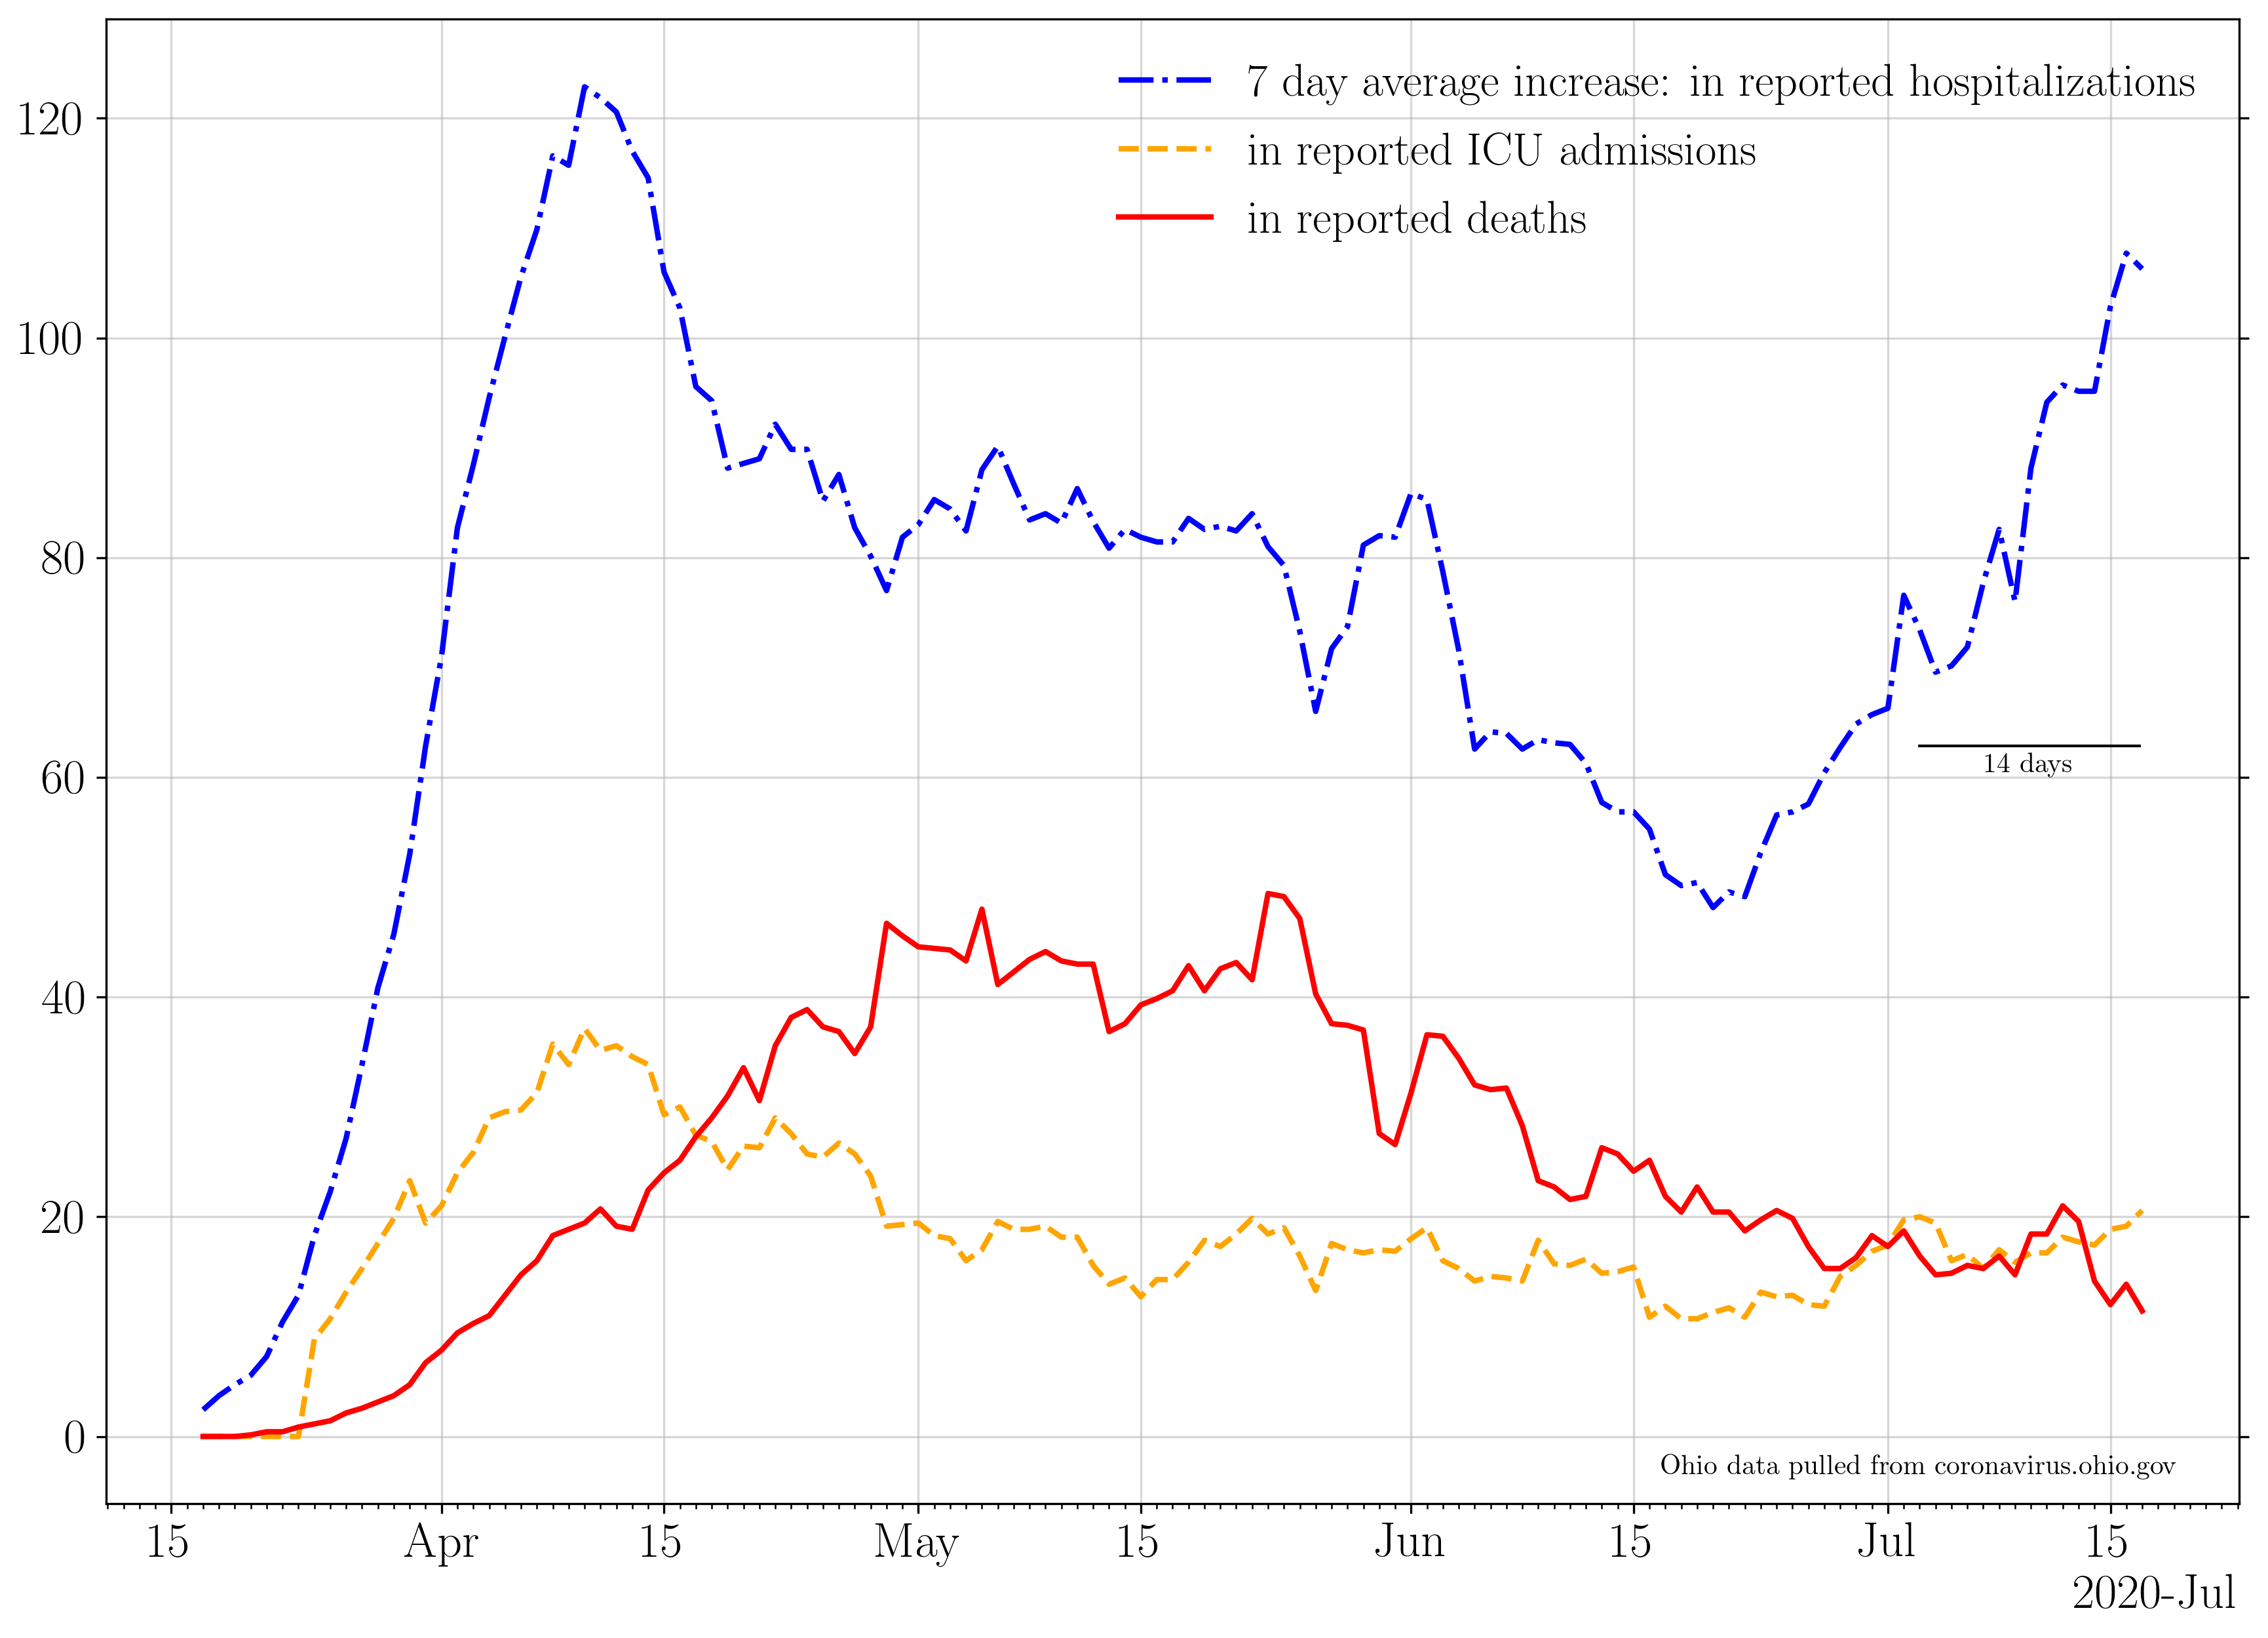 7 day average increase: in reported hospitalizations
in reported ICU admissions
in reported deaths
120
100
80
60
40
20
0
14 days
Ohio data pulled from coronavirus.ohio.gov
15 Apr 15 May 15 Jun 15 Jul 15
2020-Jul